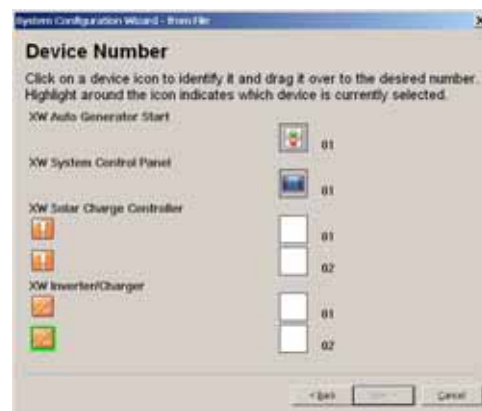 System Configuration Wizard - from File
Device Number
Click on a device icon to identify it and drag it over to the desired number.
Highlight around the icon indicates which device is currently selected.
XW Auto Generator Start
01
XW System Control Panel
01
XW Solar Charge Controller
01
02
XW Inverter/Charger
01
02
< Back
Cancel